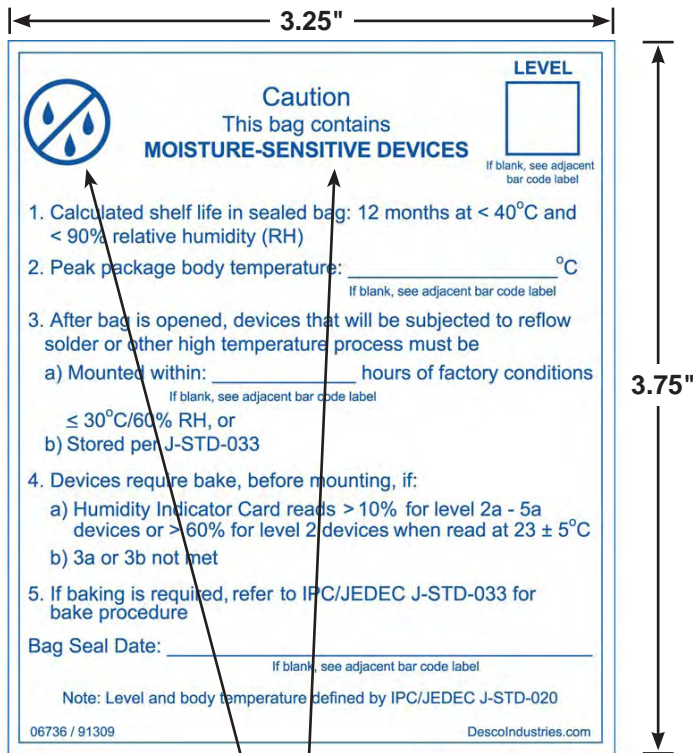 3.25"
LEVEL
Caution
This bag contains
MOISTURE-SENSITIVE DEVICES
If blank, see adjacent
bar code label
1. Calculated shelf life in sealed bag: 12 months at < 40°C and
< 90% relative humidity (RH)
2. Peak package body temperature: ____________________ °C
If blank, see adjacent bar code label
3. After bag is opened, devices that will be subjected to reflow
solder or other high temperature process must be
a) Mounted within: ______________ hours of factory conditions
If blank, see adjacent bar code label
≤ 30°C/60% RH, or
b) Stored per J-STD-033
3.75"
4. Devices require bake, before mounting, if:
a) Humidity Indicator Card reads > 10% for level 2a - 5a
devices or > 60% for level 2 devices when read at 23 ± 5°C
b) 3a or 3b not met
5. If baking is required, refer to IPC/JEDEC J-STD-033 for
bake procedure
Bag Seal Date: ____________________________________________
If blank, see adjacent bar code label
Note: Level and body temperature defined by IPC/JEDEC J-STD-020
06736 / 91309
DescoIndustries.com